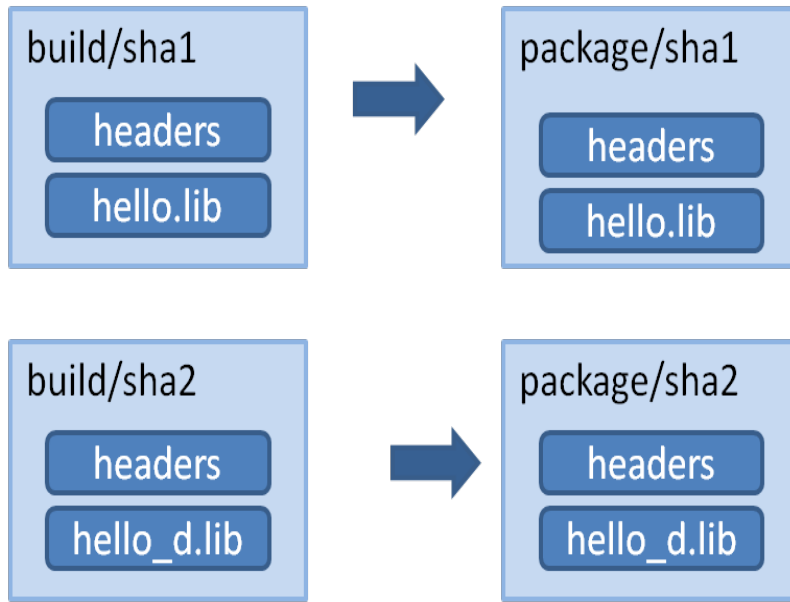 build/sha1
headers
hello.lib
package/sha1
headers
hello.lib
build/sha2
headers
hello_d.lib
package/sha2
headers
hello_d.lib